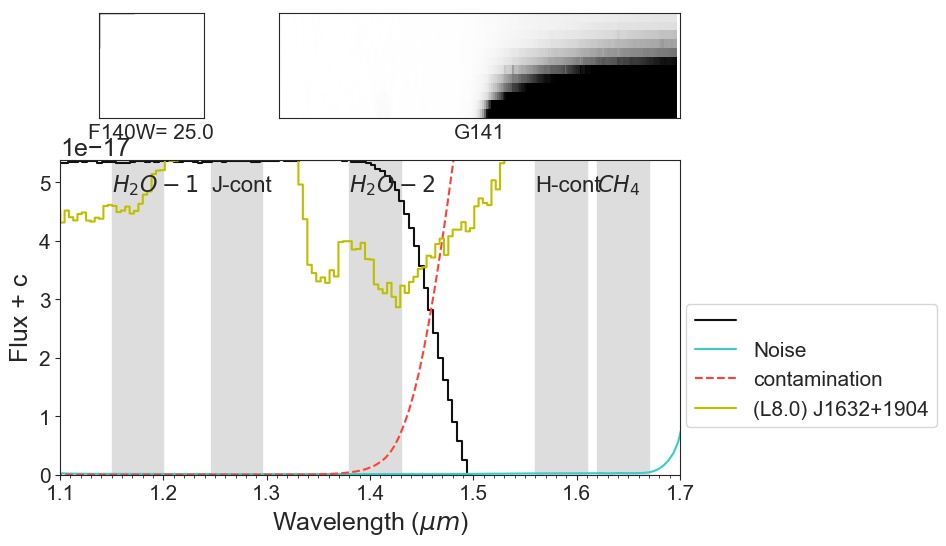 F140W= 25.0
G141
1e−17
H₂O − 1 J-cont H₂O − 2 H-cont CH₄
5
4
3
2
1
0
Flux + c
1.1 1.2 1.3 1.4 1.5 1.6 1.7
Wavelength (μm)
Noise
contamination
(L8.0) J1632+1904